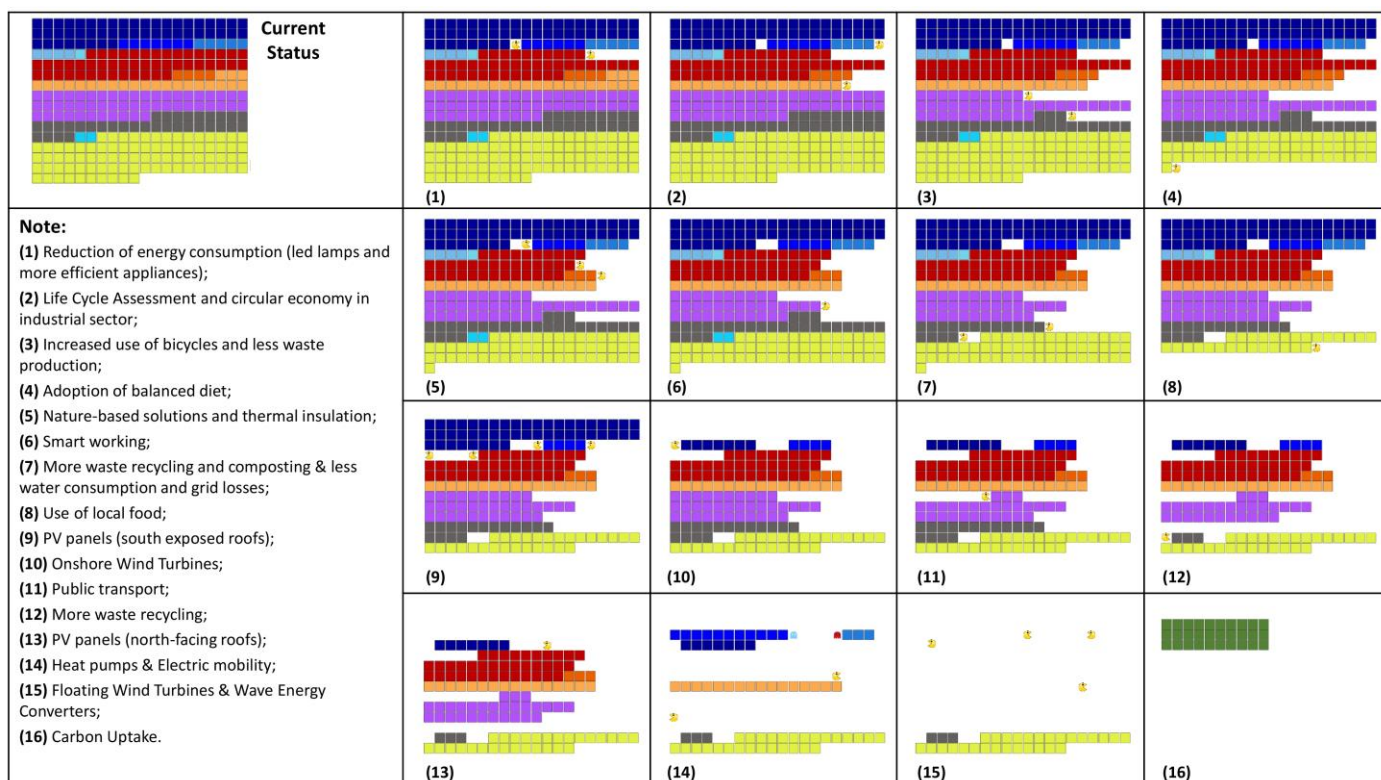 Current
Status
(1)
(2)
(3)
(4)
Note:
(1) Reduction of energy consumption (led lamps and
more efficient appliances);
(2) Life Cycle Assessment and circular economy in
industrial sector;
(3) Increased use of bicycles and less waste
production;
(4) Adoption of balanced diet;
(5) Nature-based solutions and thermal insulation;
(6) Smart working;
(7) More waste recycling and composting & less
water consumption and grid losses;
(8) Use of local food;
(9) PV panels (south exposed roofs);
(10) Onshore Wind Turbines;
(11) Public transport;
(12) More waste recycling;
(13) PV panels (north-facing roofs);
(14) Heat pumps & Electric mobility;
(15) Floating Wind Turbines & Wave Energy
Converters;
(16) Carbon Uptake.
(5)
(6)
(7)
(8)
(9)
(10)
(11)
(12)
(13)
(14)
(15)
(16)